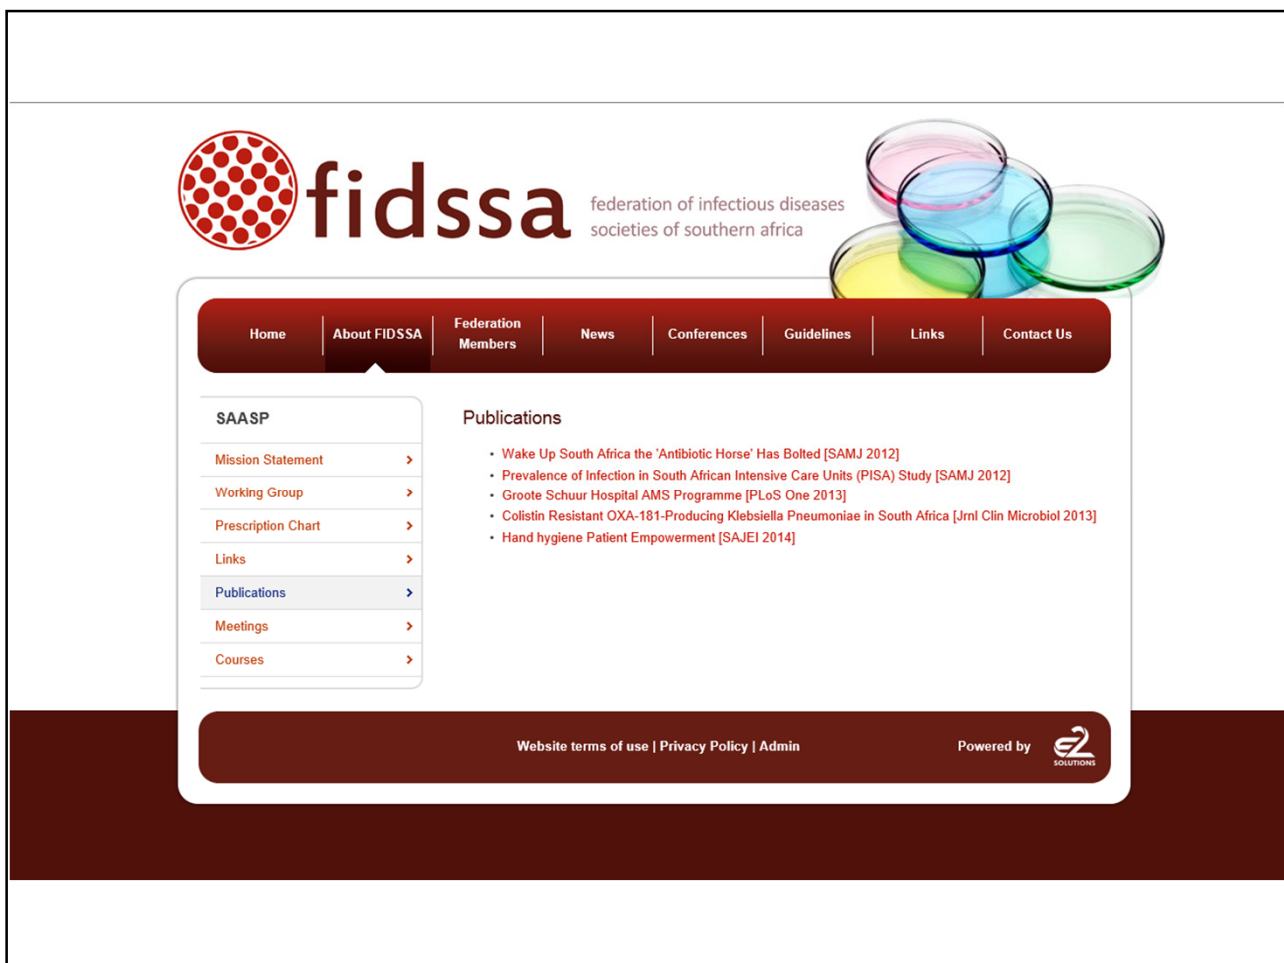 fidssa
federation of infectious diseases
societies of southern africa
Home
About FIDSSA
Federation
Members
News
Conferences
Guidelines
Links
Contact Us
SAASP
Mission Statement
Working Group
Prescription Chart
Links
Publications
Meetings
Courses
Publications
• Wake Up South Africa the 'Antibiotic Horse' Has Bolted [SAMJ 2012]
• Prevalence of Infection in South African Intensive Care Units (PISA) Study [SAMJ 2012]
• Groote Schuur Hospital AMS Programme [PLoS One 2013]
• Colistin Resistant OXA-181-Producing Klebsiella Pneumoniae in South Africa [Jrnl Clin Microbiol 2013]
• Hand hygiene Patient Empowerment [SAJEI 2014]
Website terms of use | Privacy Policy | Admin
Powered by
E2
SOLUTIONS